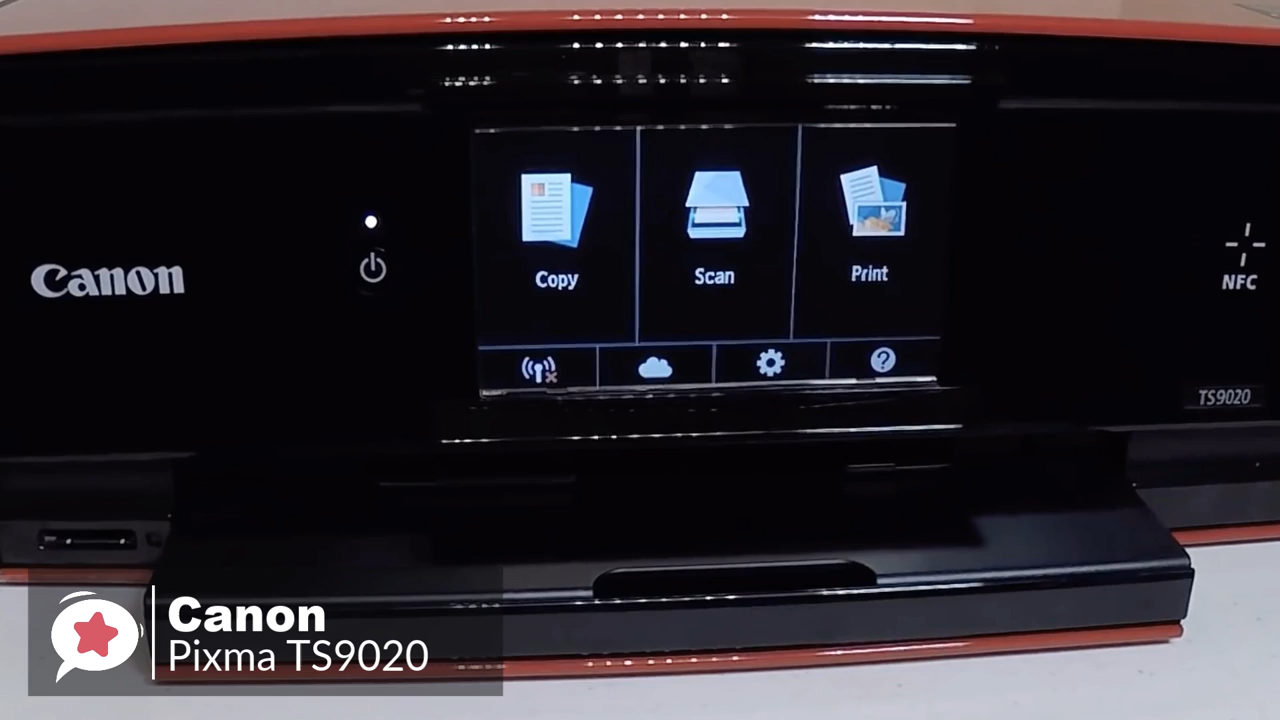 Canon
Copy
Scan
Print
NFC
TS9020
Canon
Pixma TS9020